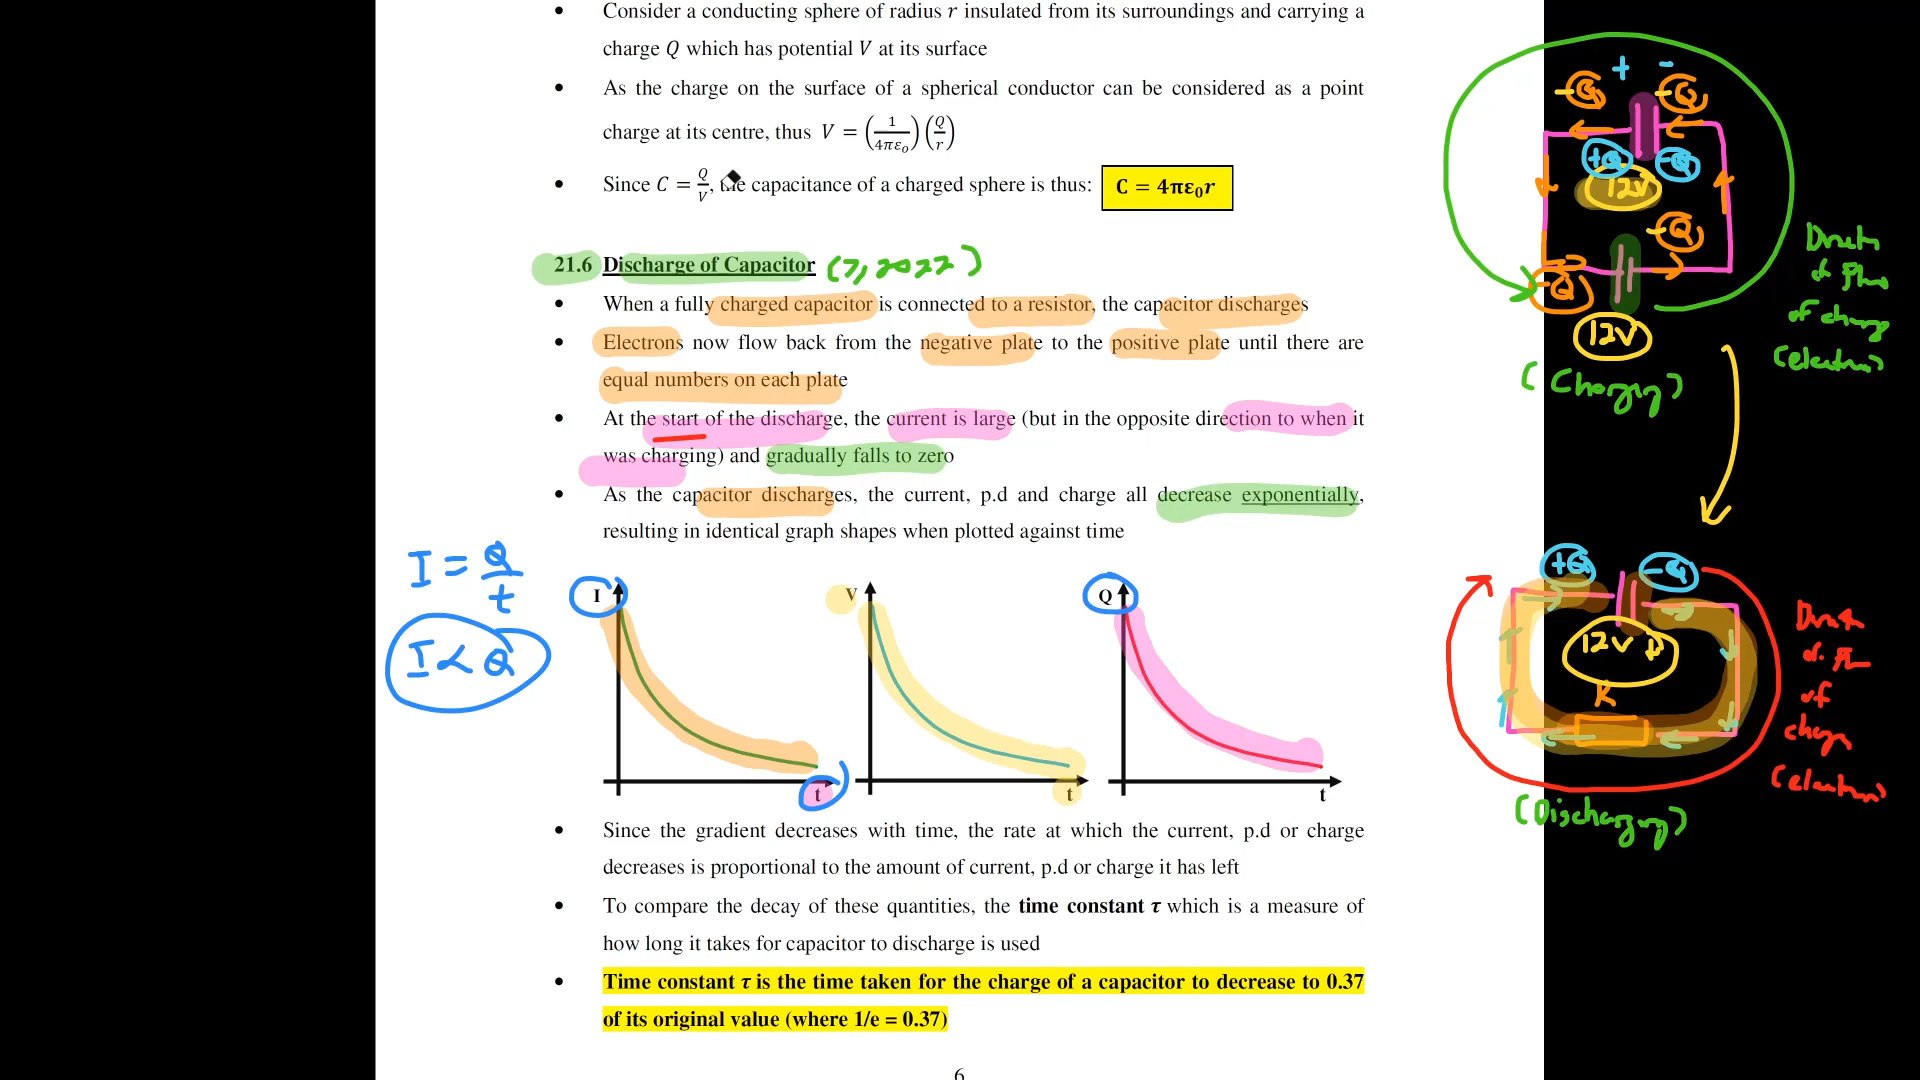 • Consider a conducting sphere of radius r insulated from its surroundings and carrying a
charge Q which has potential V at its surface
• As the charge on the surface of a spherical conductor can be considered as a point
charge at its centre, thus V = (1/4πεo)(Q/r)
• Since C = Q/V, the capacitance of a charged sphere is thus: C = 4πε₀r
21.6 Discharge of Capacitor (7, 2022)
• When a fully charged capacitor is connected to a resistor, the capacitor discharges
• Electrons now flow back from the negative plate to the positive plate until there are
equal numbers on each plate
• At the start of the discharge, the current is large (but in the opposite direction to when it
was charging) and gradually falls to zero
• As the capacitor discharges, the current, p.d and charge all decrease exponentially,
resulting in identical graph shapes when plotted against time
I = Q/t
I ∝ Q
I
t
V
t
Q
t
• Since the gradient decreases with time, the rate at which the current, p.d or charge
decreases is proportional to the amount of current, p.d or charge it has left
• To compare the decay of these quantities, the time constant τ which is a measure of
how long it takes for capacitor to discharge is used
• Time constant τ is the time taken for the charge of a capacitor to decrease to 0.37
of its original value (where 1/e = 0.37)
6
+ -
-Q -Q
+Q -Q
12V
-Q
-Q
12V
(Charging)
of
of charge
(electrons)
+Q -Q
12V
R
of
of
charge
(electrons)
(Discharging)